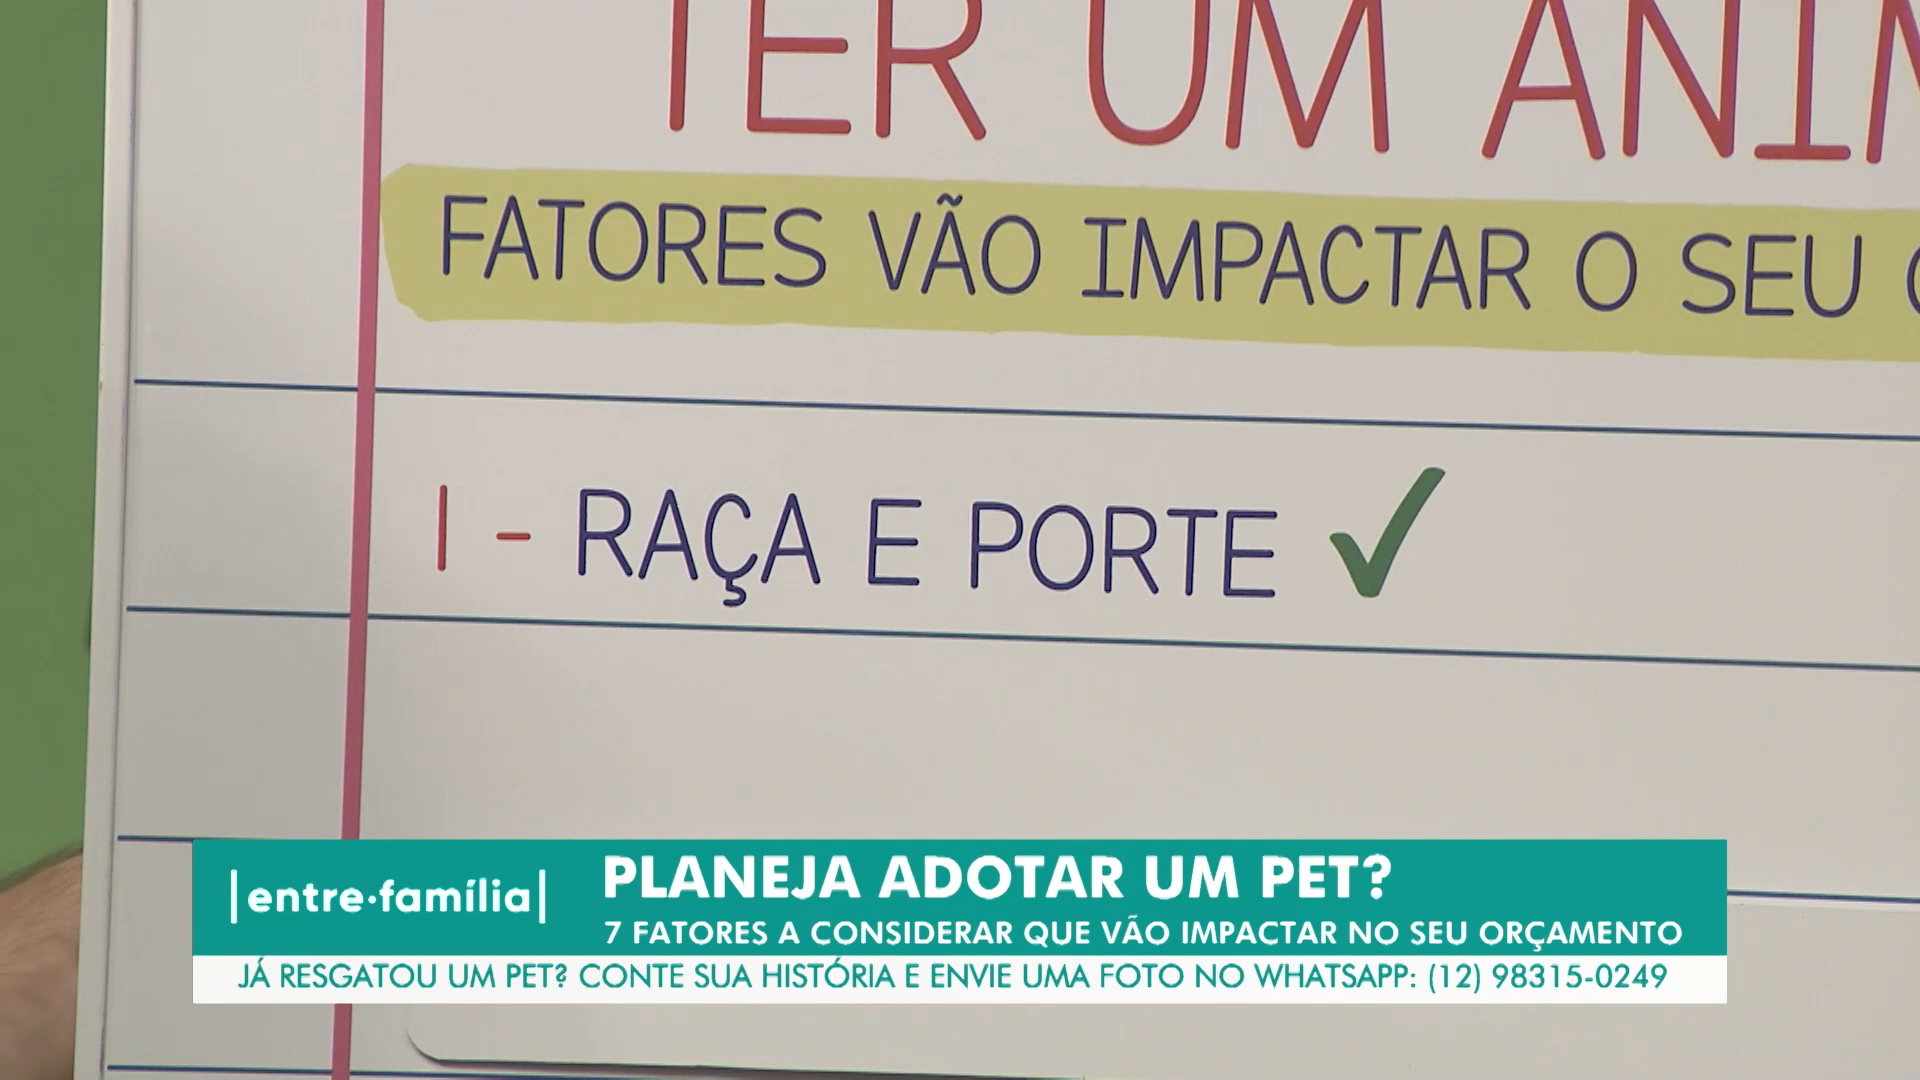 TER UM
FATORES VÃO IMPACTAR O SEU
1 - RAÇA E PORTE ✓
|entre·família|
PLANEJA ADOTAR UM PET?
7 FATORES A CONSIDERAR QUE VÃO IMPACTAR NO SEU ORÇAMENTO
JÁ RESGATOU UM PET? CONTE SUA HISTÓRIA E ENVIE UMA FOTO NO WHATSAPP: (12) 98315-0249